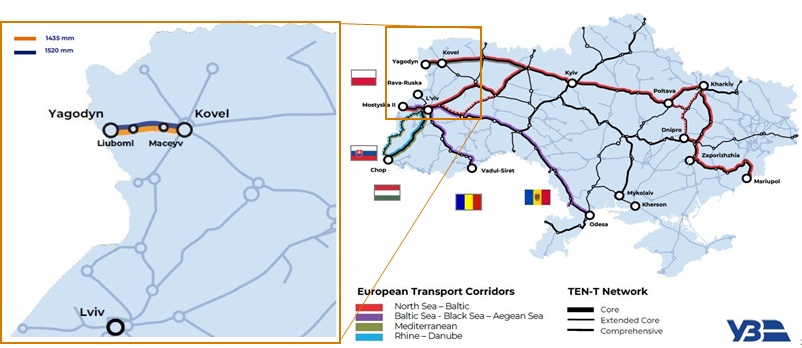 1435 mm
1520 mm
Yagodyn
Kovel
Liuboml
Maceyv
Lviv
Yagodyn
Kovel
Rava-Ruska
Mostyska II
L'viv
Chop
Vadul-Siret
Kyiv
Poltava
Kharkiv
Dnipro
Zaporizhzhia
Mariupol
Mykolaiv
Kherson
Odesa
European Transport Corridors
North Sea – Baltic
Baltic Sea - Black Sea – Aegean Sea
Mediterranean
Rhine – Danube
TEN-T Network
Core
Extended Core
Comprehensive
УЗ